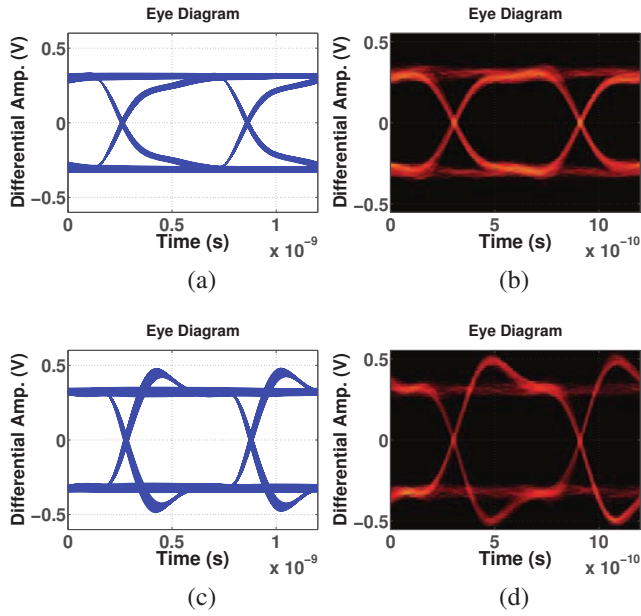 Eye Diagram
Differential Amp. (V)
0.5
0
−0.5
0
0.5
1
Time (s)
x 10⁻⁹
(a)
Eye Diagram
Differential Amp. (V)
0.5
0
−0.5
0
5
10
Time (s)
x 10⁻¹⁰
(b)
Eye Diagram
Differential Amp. (V)
0.5
0
−0.5
0
0.5
1
Time (s)
x 10⁻⁹
(c)
Eye Diagram
Differential Amp. (V)
0.5
0
−0.5
0
5
10
Time (s)
x 10⁻¹⁰
(d)